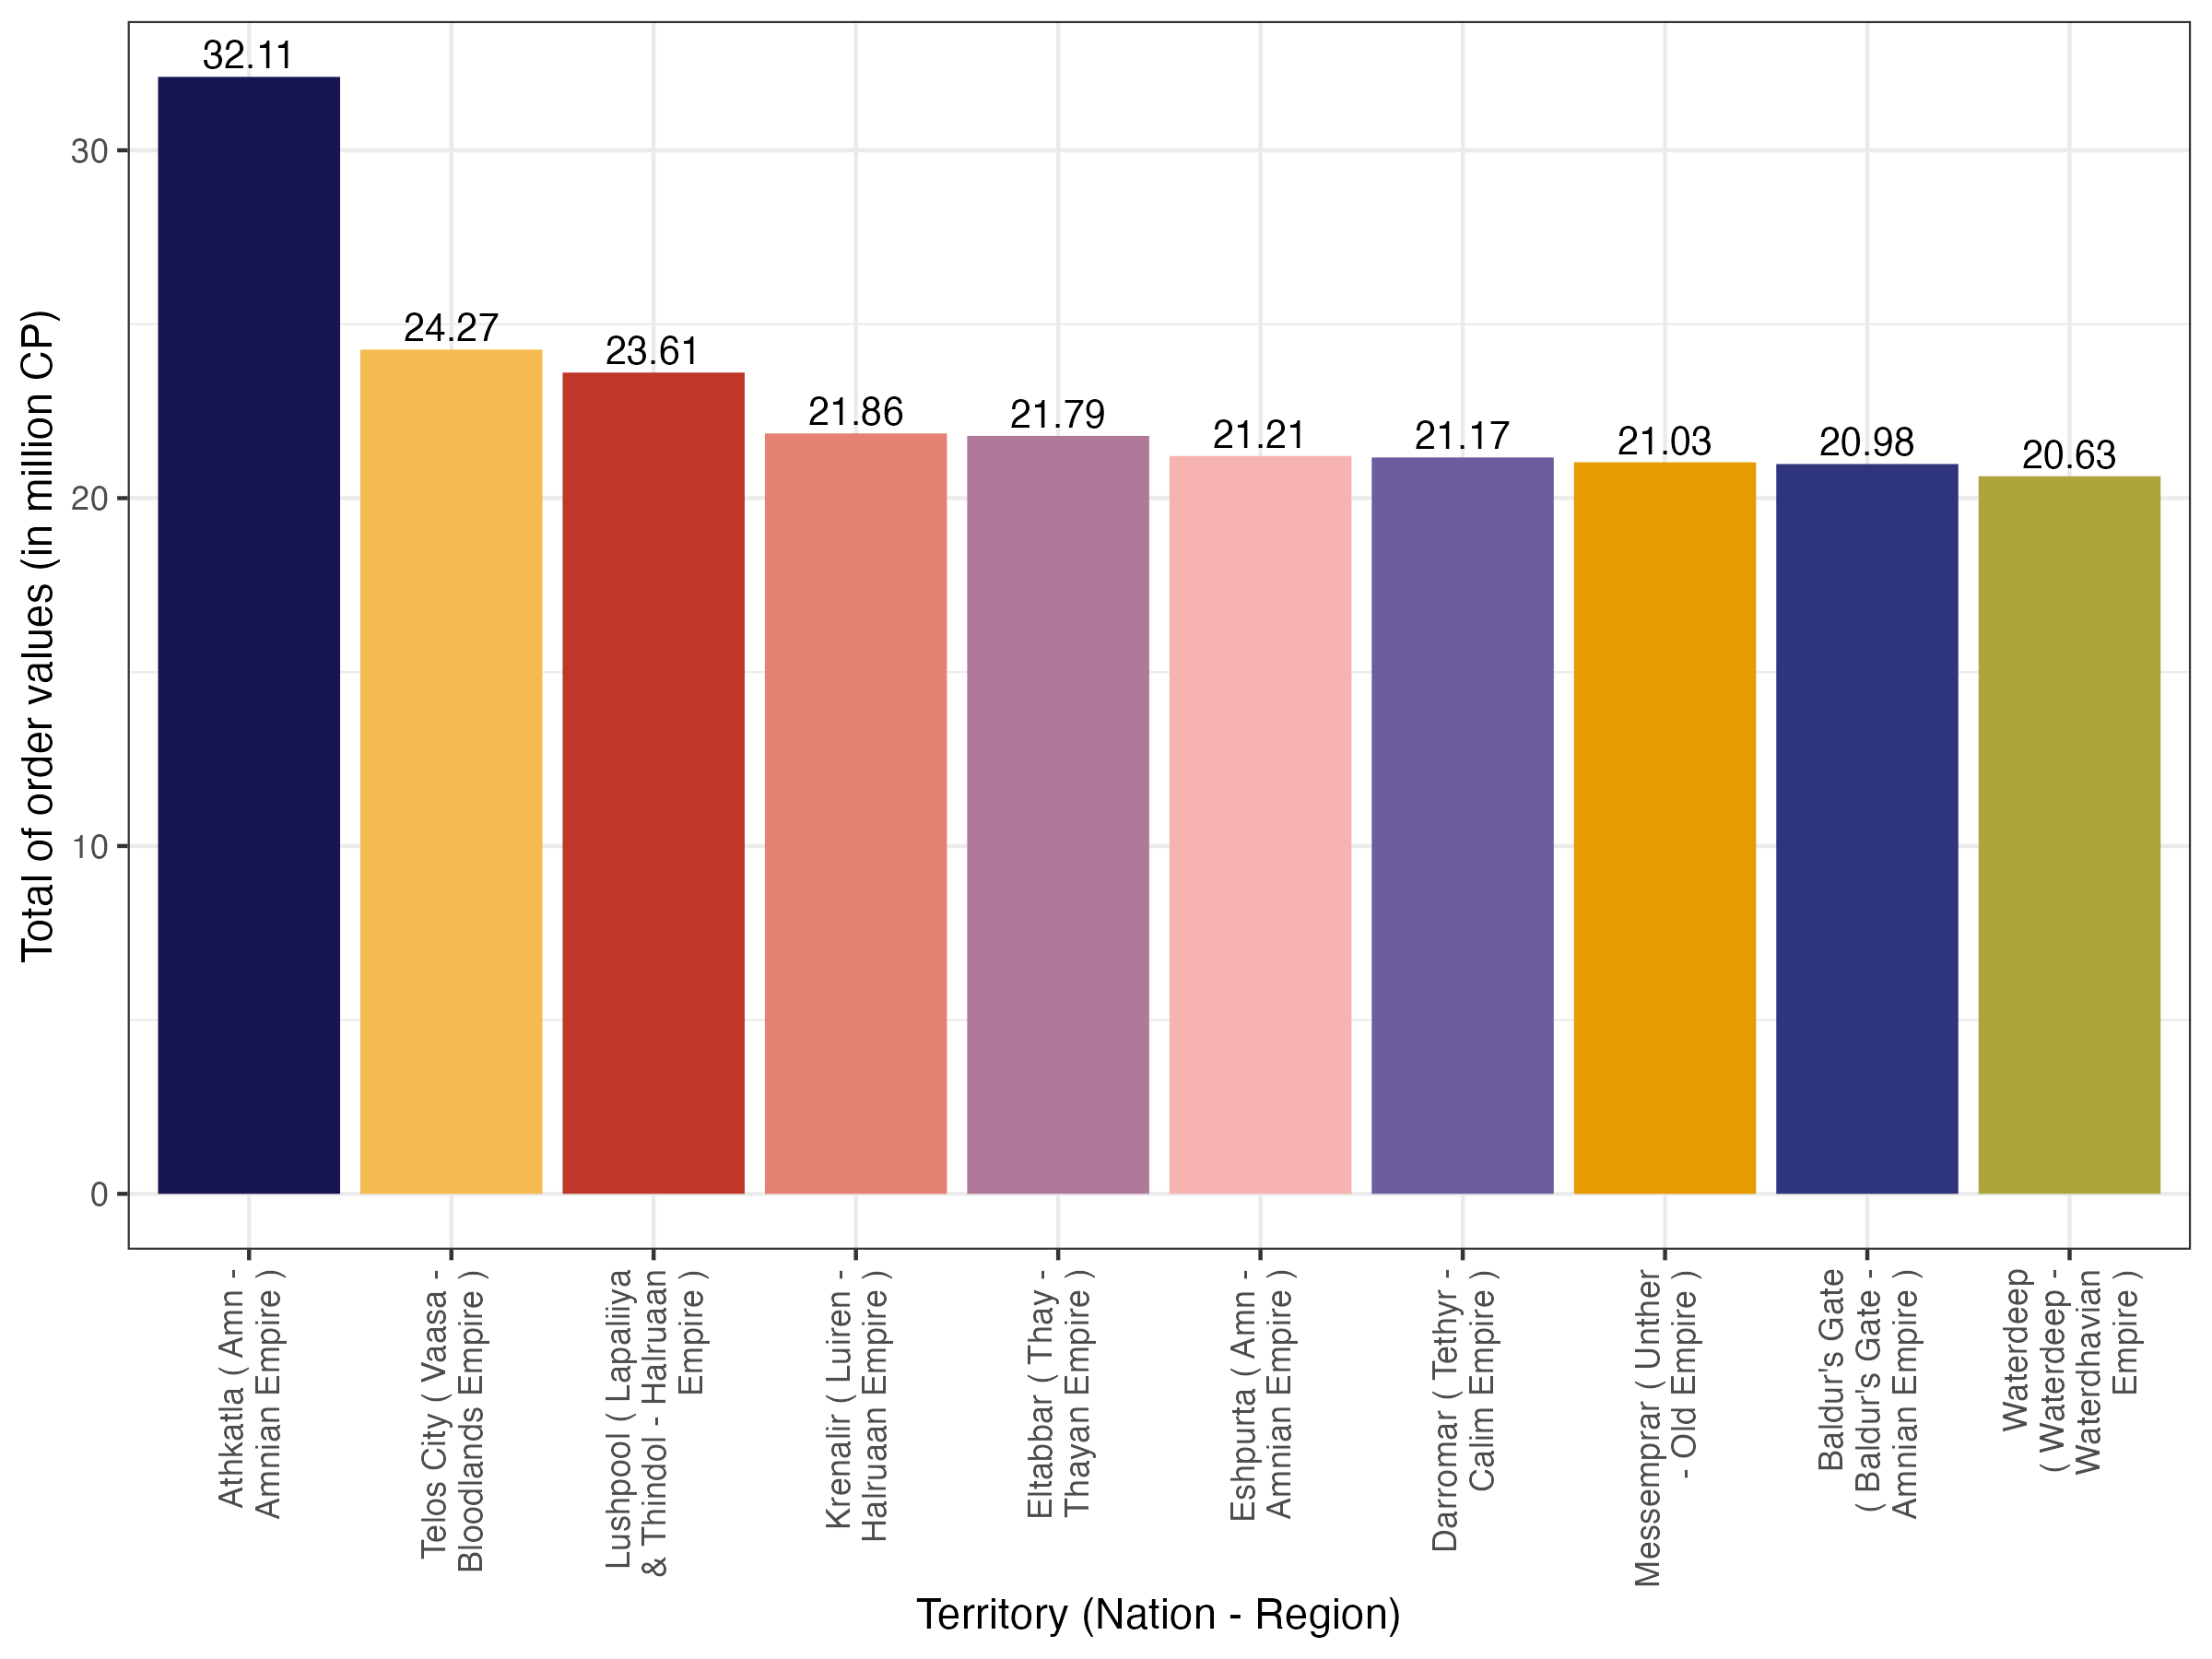 32.11
24.27
23.61
21.86
21.79
21.21
21.17
21.03
20.98
20.63
30
20
10
0
Total of order values (in million CP)
Athkatla ( Amn -
Amnian Empire )
Telos City ( Vaasa -
Bloodlands Empire )
Lushpool ( Lapaliiya
& Thindol - Halruaan
Empire )
Krenalir ( Luiren -
Halruaan Empire )
Eltabbar ( Thay -
Thayan Empire )
Eshpurta ( Amn -
Amnian Empire )
Darromar ( Tethyr -
Calim Empire )
Messemprar ( Unther
- Old Empire )
Baldur's Gate
( Baldur's Gate -
Amnian Empire )
Waterdeep
( Waterdeep -
Waterdhavian
Empire )
Territory (Nation - Region)